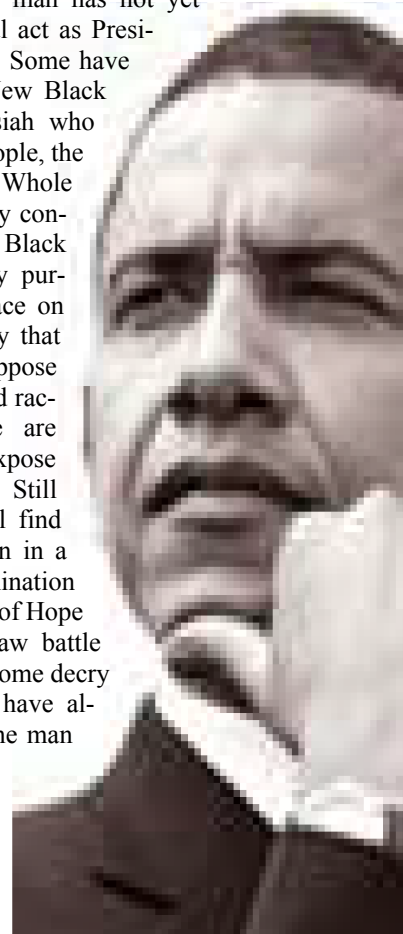 man has not yet
l act as Presi-
Some have
New Black
siah who
ople, the
Whole
y con-
Black
y pur-
ace on
y that
ppose
d rac-
e are
xpose
Still
l find
n in a
ination
of Hope
aw battle
ome decry
have al-
he man